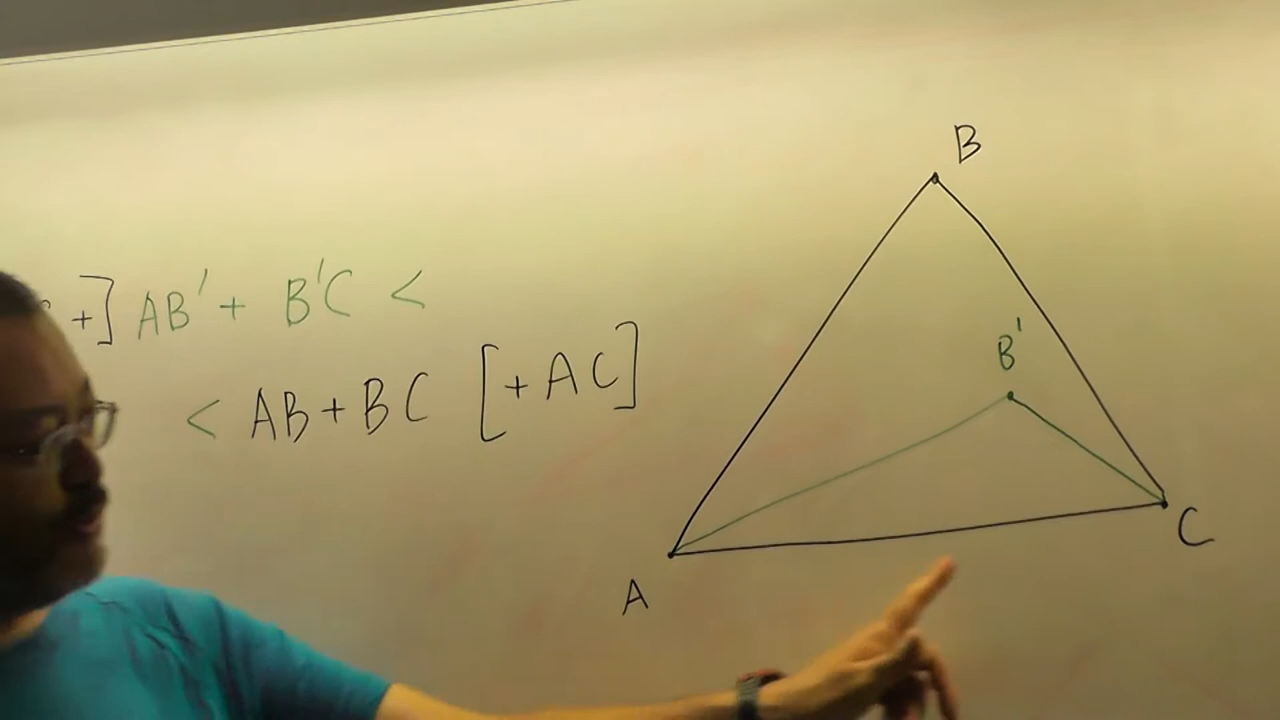 +] AB' + B'C <
< AB + BC [+ AC]
B
B'
C
A